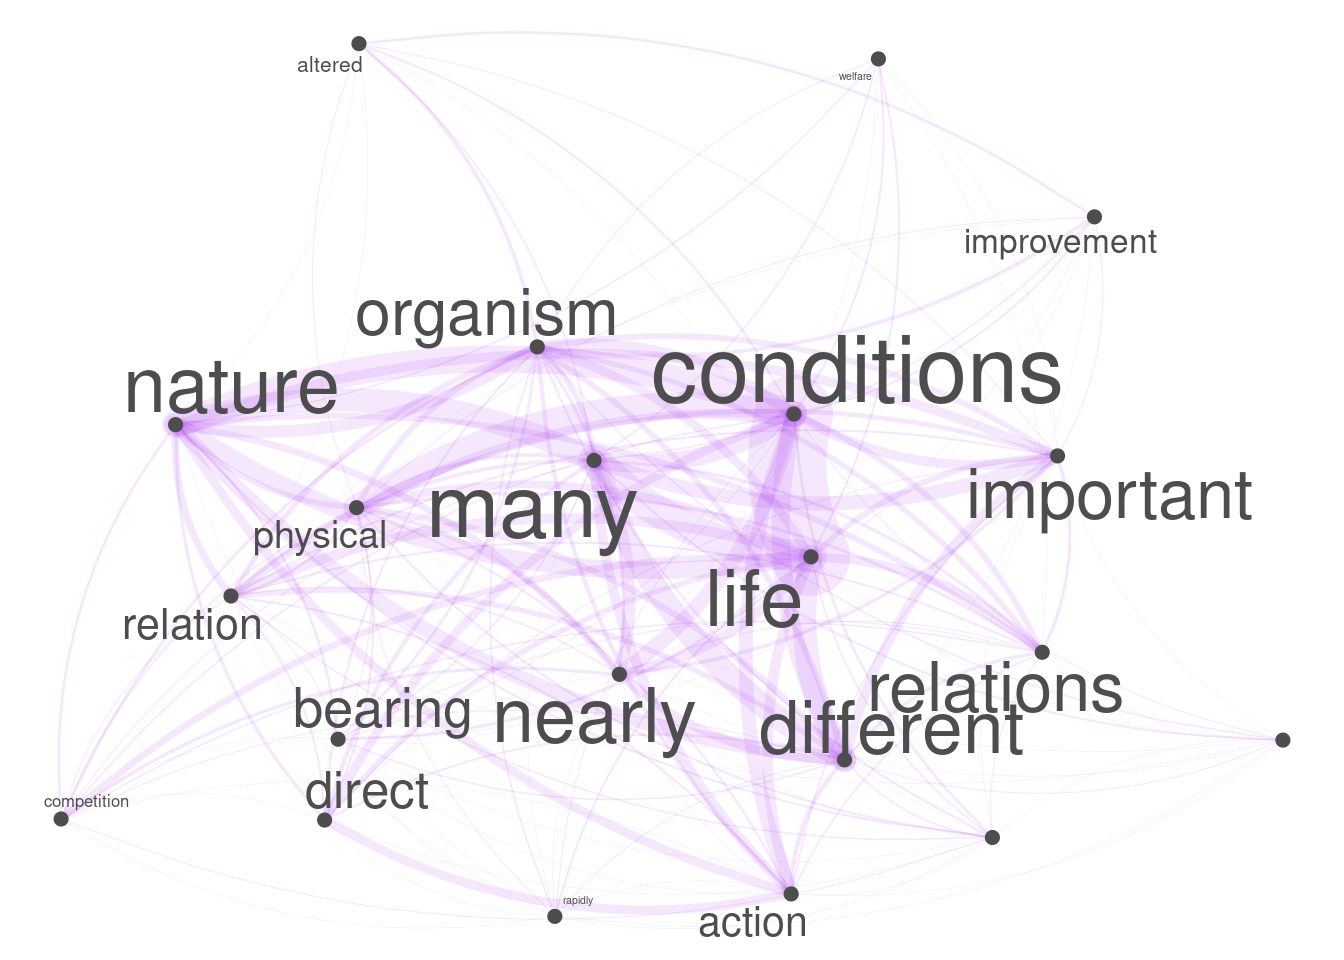 altered
welfare
improvement
organism
conditions
nature
important
many
physical
life
relation
relations
bearing
nearly
different
direct
competition
rapidly
action